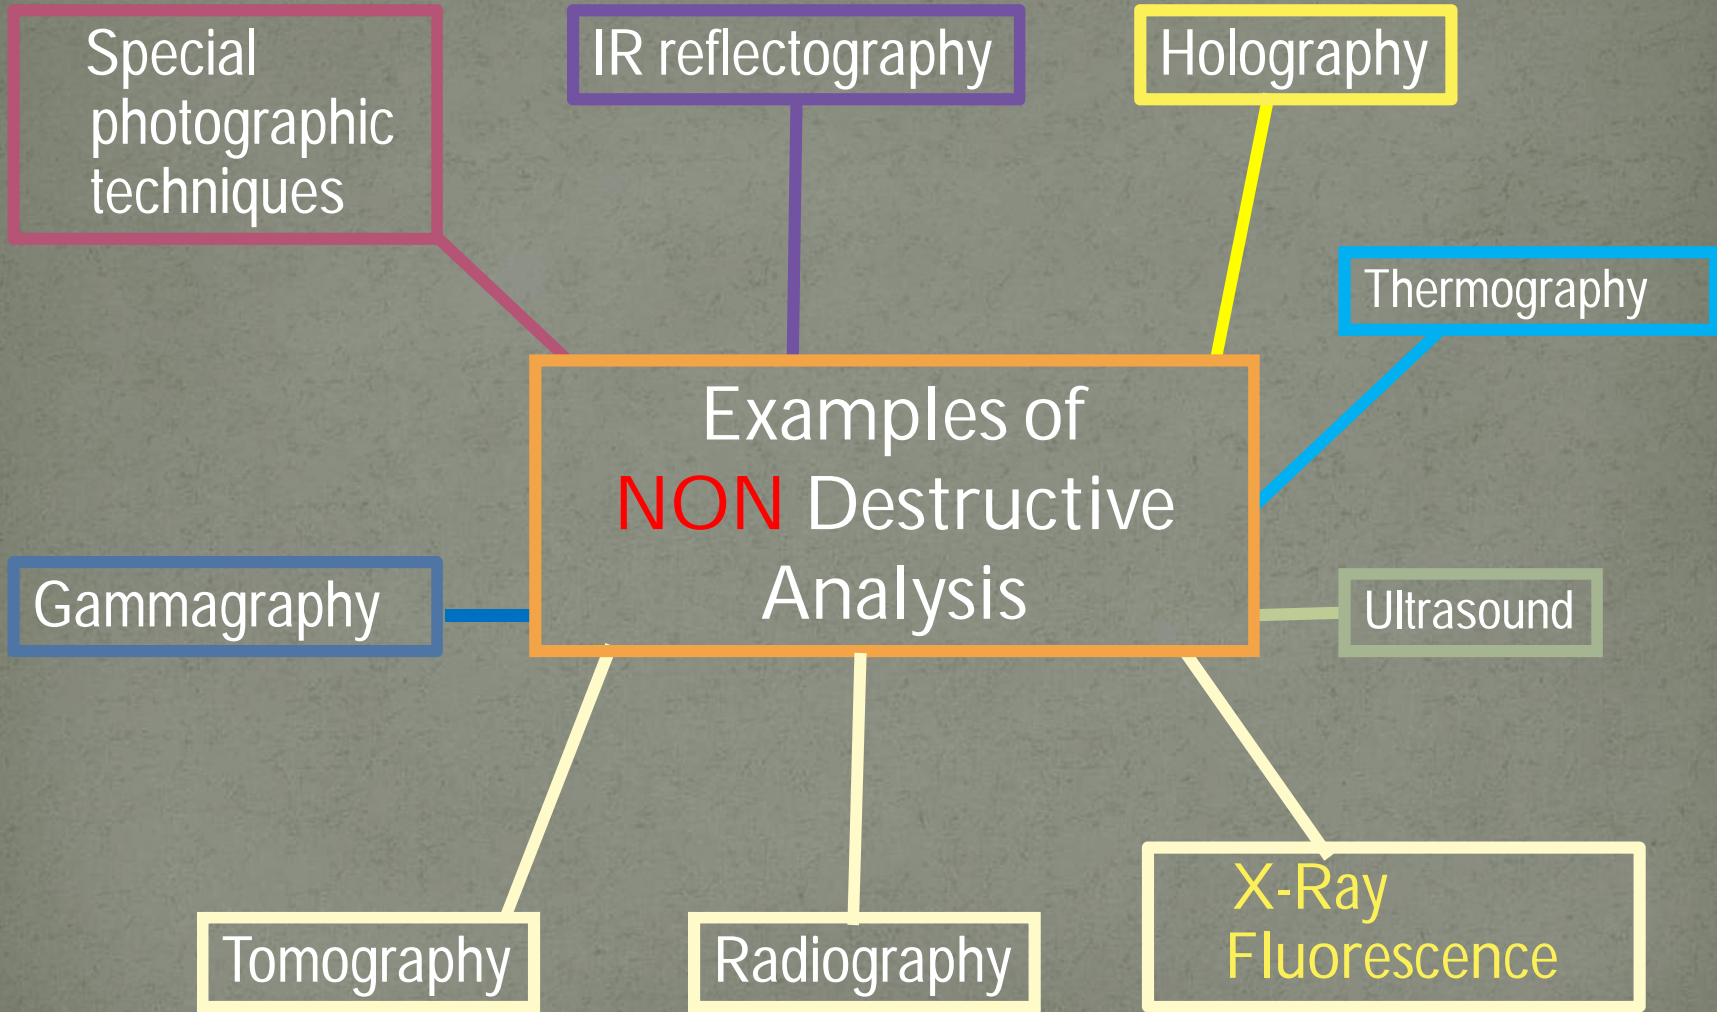 Special
photographic
techniques
IR reflectography
Holography
Thermography
Examples of
NON Destructive
Analysis
Gammagraphy
Ultrasound
Tomography
Radiography
X-Ray
Fluorescence